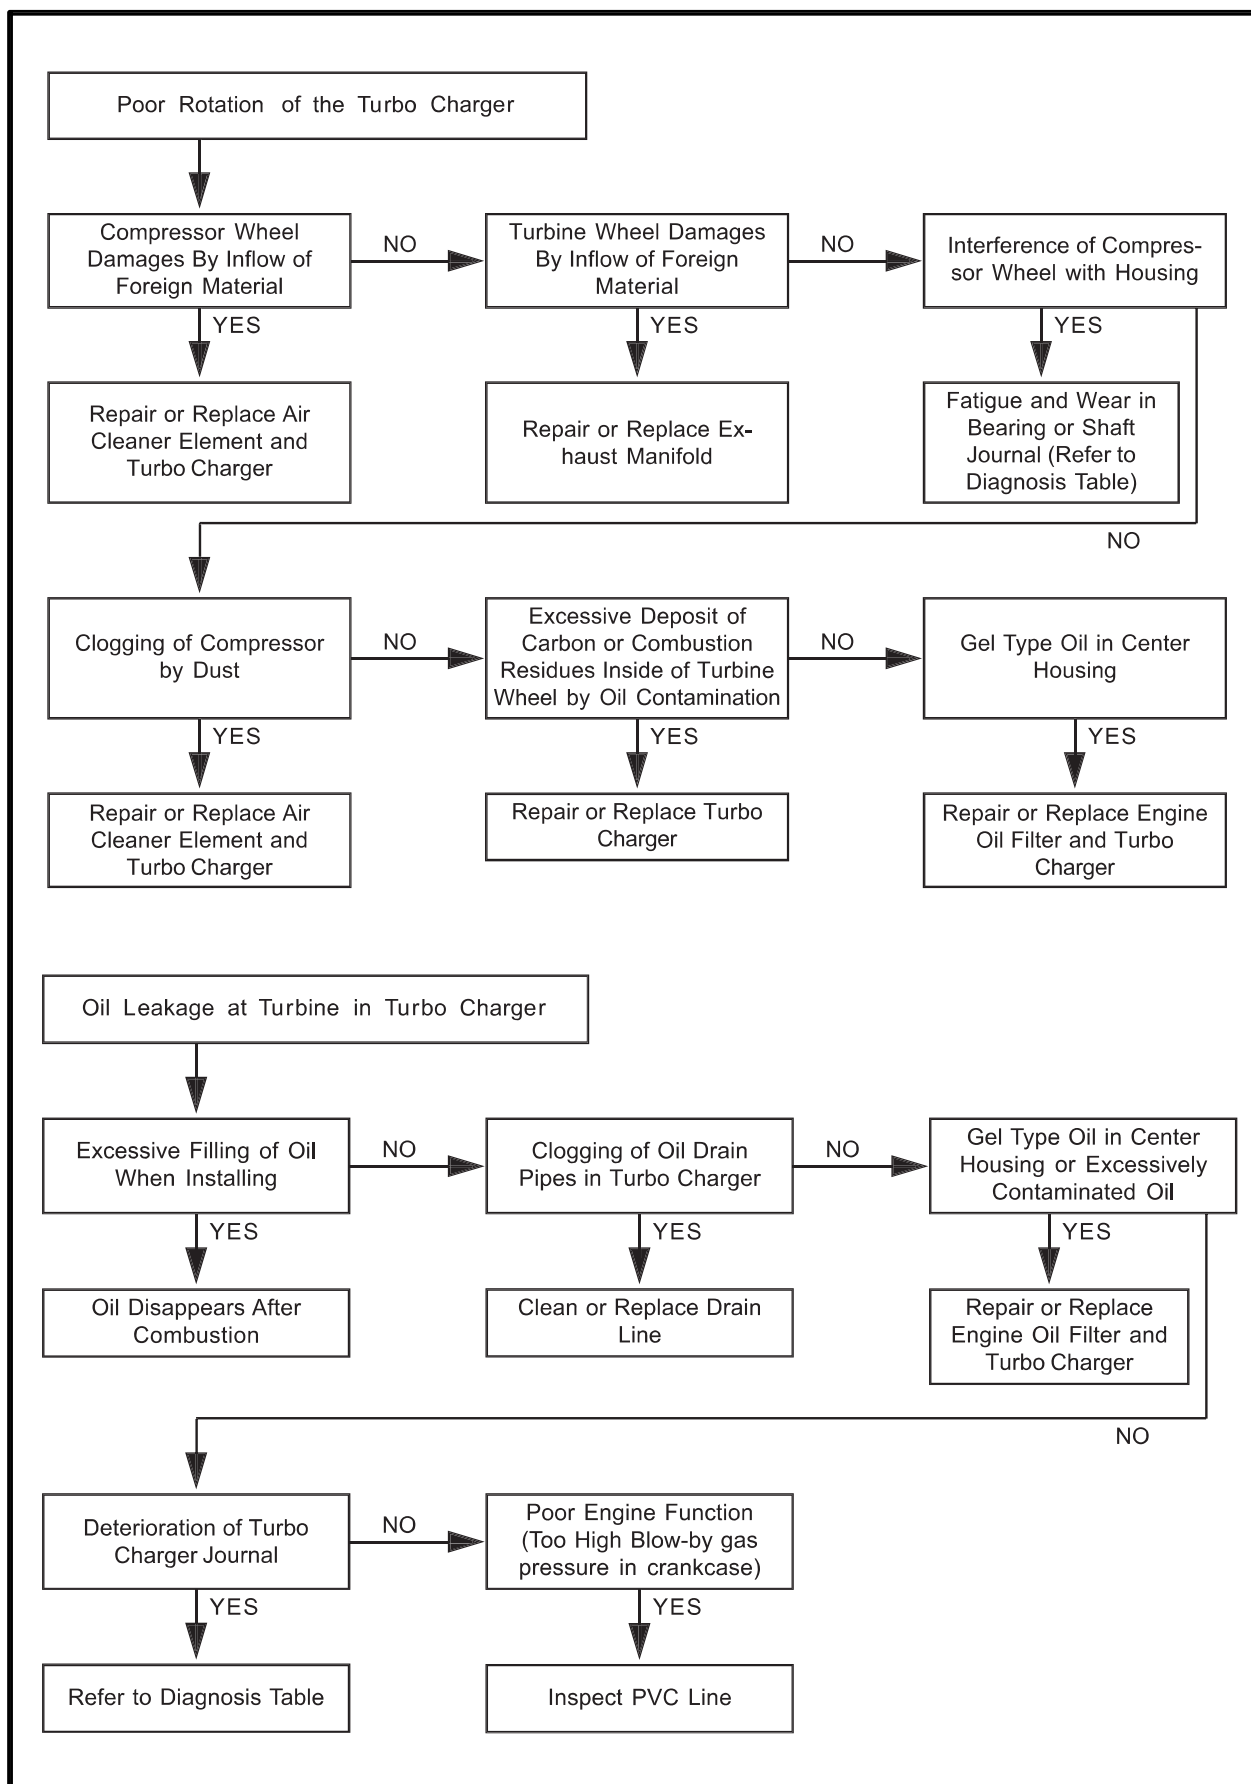 Poor Rotation of the Turbo Charger
Compressor Wheel
Damages By Inflow of
Foreign Material
NO
Turbine Wheel Damages
By Inflow of Foreign
Material
NO
Interference of Compres-
sor Wheel with Housing
YES
YES
YES
Repair or Replace Air
Cleaner Element and
Turbo Charger
Repair or Replace Ex-
haust Manifold
Fatigue and Wear in
Bearing or Shaft
Journal (Refer to
Diagnosis Table)
NO
Clogging of Compressor
by Dust
NO
Excessive Deposit of
Carbon or Combustion
Residues Inside of Turbine
Wheel by Oil Contamination
NO
Gel Type Oil in Center
Housing
YES
YES
YES
Repair or Replace Air
Cleaner Element and
Turbo Charger
Repair or Replace Turbo
Charger
Repair or Replace Engine
Oil Filter and Turbo
Charger
Oil Leakage at Turbine in Turbo Charger
Excessive Filling of Oil
When Installing
NO
Clogging of Oil Drain
Pipes in Turbo Charger
NO
Gel Type Oil in Center
Housing or Excessively
Contaminated Oil
YES
YES
YES
Oil Disappears After
Combustion
Clean or Replace Drain
Line
Repair or Replace
Engine Oil Filter and
Turbo Charger
NO
Deterioration of Turbo
Charger Journal
NO
Poor Engine Function
(Too High Blow-by gas
pressure in crankcase)
YES
YES
Refer to Diagnosis Table
Inspect PVC Line